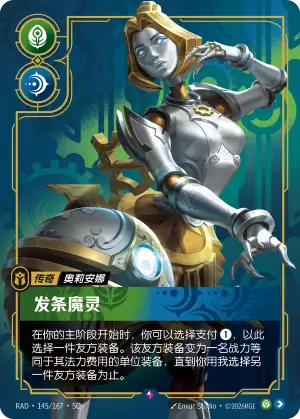 传奇 奥莉安娜
发条魔灵
在你的主阶段开始时，你可以选择支付1，以此
选择一件友方装备。该友方装备变为一名战力等
同于其法力费用的单位装备，直到你用我选择另
一件友方装备为止。
RAD • 145/167 • SC Envar Studio • ©2026RGI